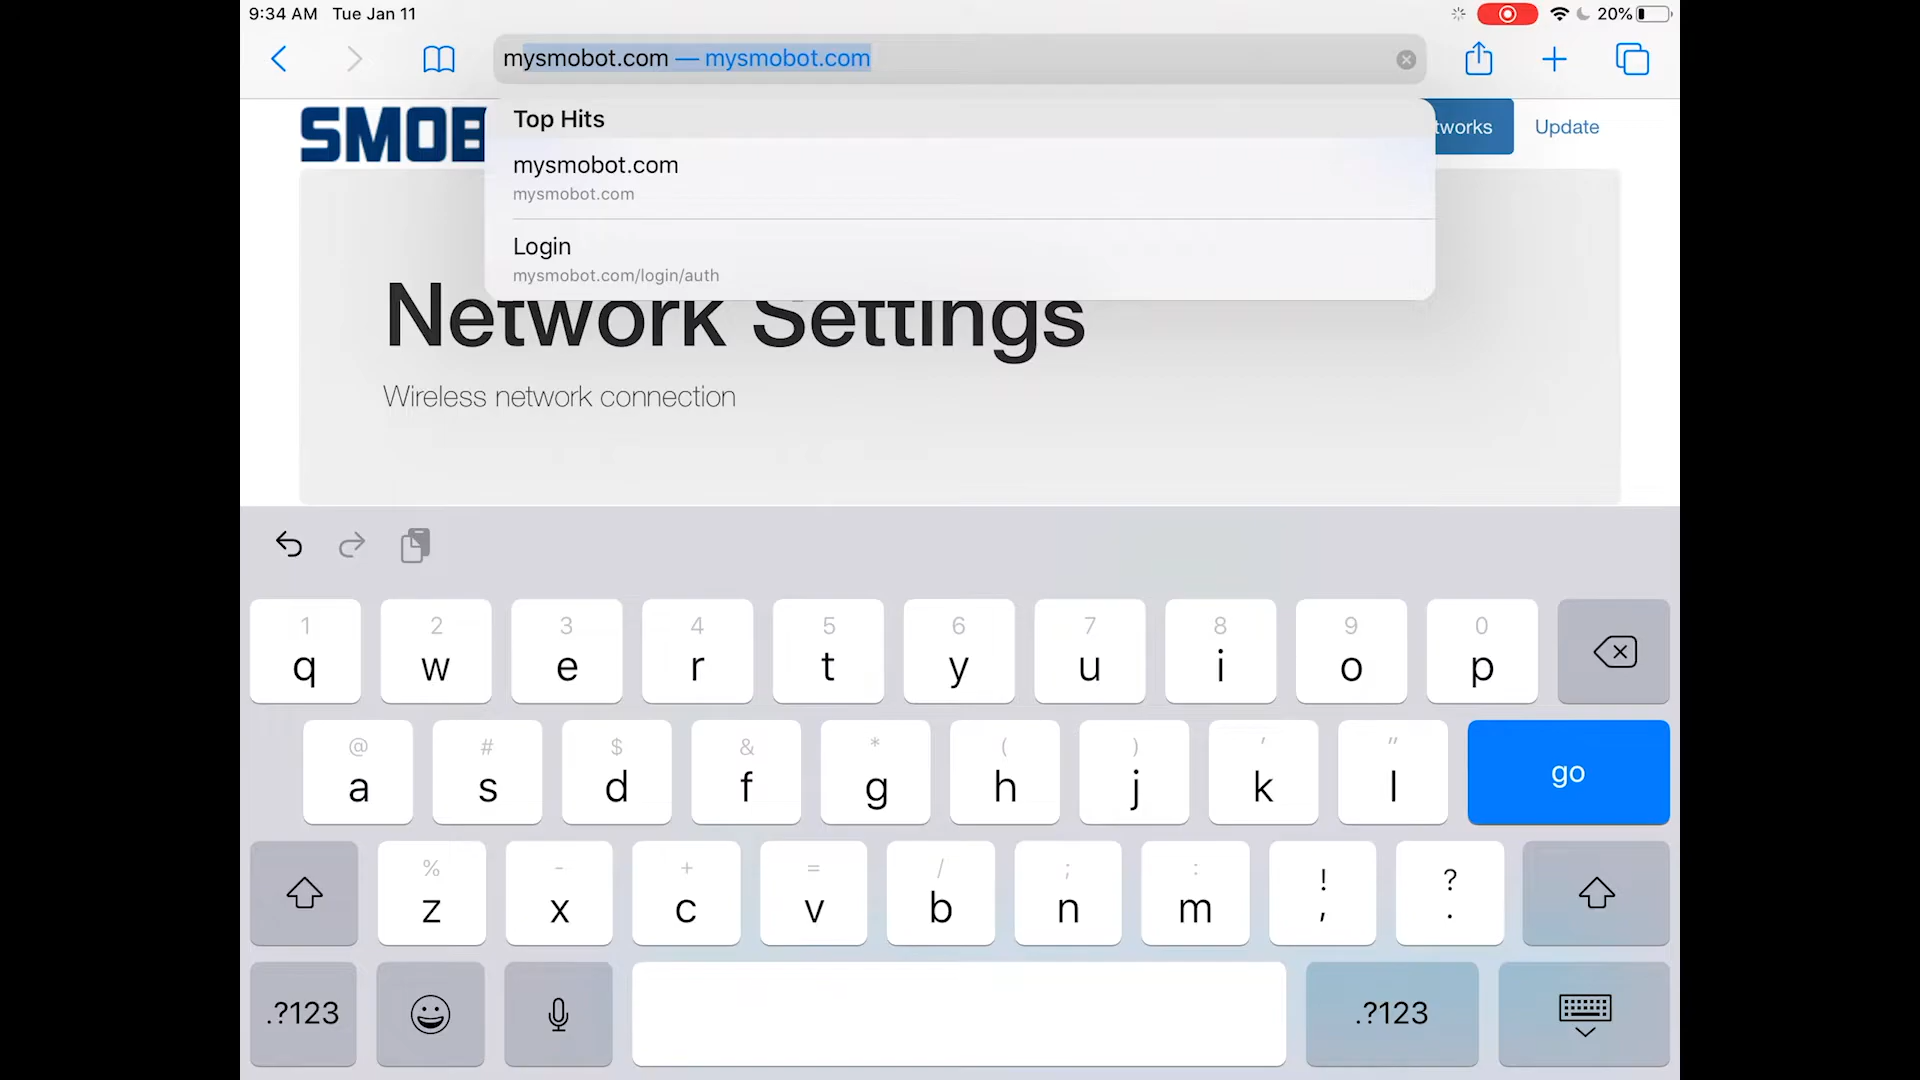 9:34 AM Tue Jan 11
20%
mysmobot.com — mysmobot.com
SMOB
Top Hits
tworks
Update
mysmobot.com
mysmobot.com
Login
mysmobot.com/login/auth
Network Settings
Wireless network connection
1 2 3 4 5 6 7 8 9 0
q w e r t y u i o p
@ # $ & * ( ) ' "
a s d f g h j k l go
% - + = / ; : ! ?
z x c v b n m , .
.?123 .?123